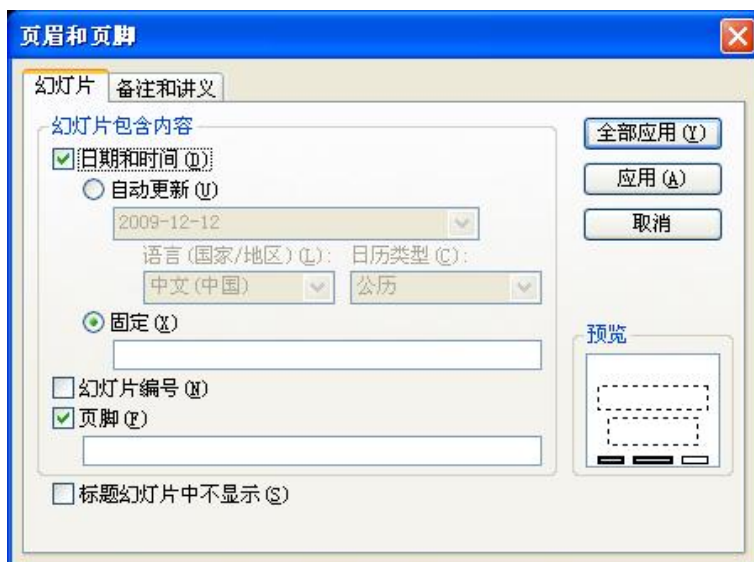 页眉和页脚
幻灯片 备注和讲义
幻灯片包含内容
日期和时间(D)
自动更新(U)
2009-12-12
语言(国家/地区)(L): 日历类型(C):
中文(中国) 公历
固定(X)
幻灯片编号(N)
页脚(F)
标题幻灯片中不显示(S)
全部应用(Y)
应用(A)
取消
预览